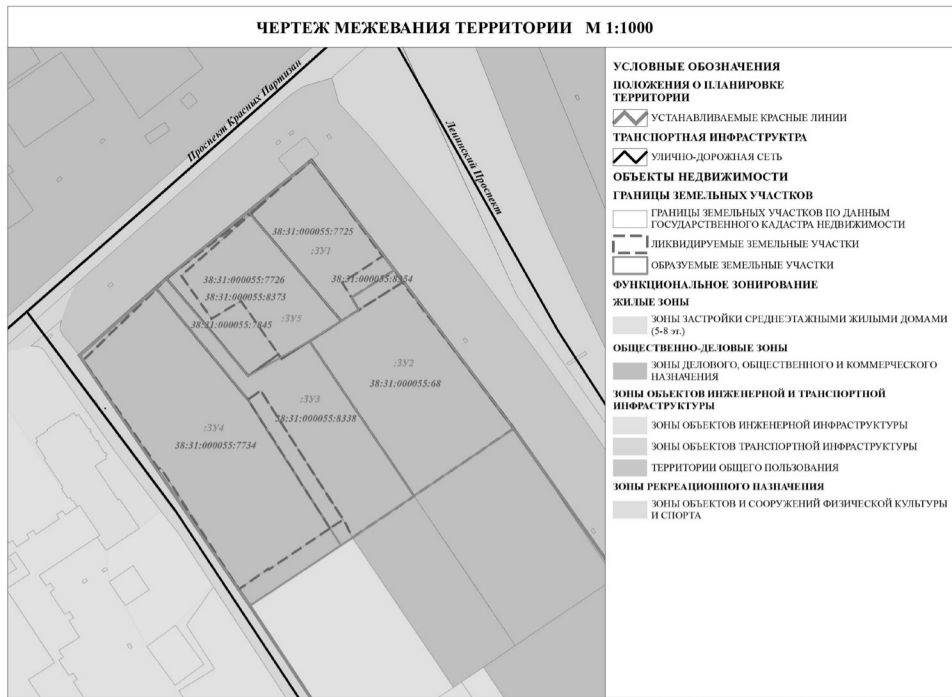 ЧЕРТЕЖ МЕЖЕВАНИЯ ТЕРРИТОРИИ М 1:1000
Проспект Красных Партизан
Ленинский Проспект
38:31:000055:7725
:ЗУ1
38:31:000055:7726
38:31:000055:8354
38:31:000055:8373
:ЗУ5
38:31:000055:7845
:ЗУ2
38:31:000055:68
:ЗУ3
38:31:000055:8338
:ЗУ4
38:31:000055:7734
УСЛОВНЫЕ ОБОЗНАЧЕНИЯ
ПОЛОЖЕНИЯ О ПЛАНИРОВКЕ
ТЕРРИТОРИИ
УСТАНАВЛИВАЕМЫЕ КРАСНЫЕ ЛИНИИ
ТРАНСПОРТНАЯ ИНФРАСТРУКТРА
УЛИЧНО-ДОРОЖНАЯ СЕТЬ
ОБЪЕКТЫ НЕДВИЖИМОСТИ
ГРАНИЦЫ ЗЕМЕЛЬНЫХ УЧАСТКОВ
ГРАНИЦЫ ЗЕМЕЛЬНЫХ УЧАСТКОВ ПО ДАННЫМ
ГОСУДАРСТВЕННОГО КАДАСТРА НЕДВИЖИМОСТИ
ЛИКВИДИРУЕМЫЕ ЗЕМЕЛЬНЫЕ УЧАСТКИ
ОБРАЗУЕМЫЕ ЗЕМЕЛЬНЫЕ УЧАСТКИ
ФУНКЦИОНАЛЬНОЕ ЗОНИРОВАНИЕ
ЖИЛЫЕ ЗОНЫ
ЗОНЫ ЗАСТРОЙКИ СРЕДНЕЭТАЖНЫМИ ЖИЛЫМИ ДОМАМИ
(5-8 эт.)
ОБЩЕСТВЕННО-ДЕЛОВЫЕ ЗОНЫ
ЗОНЫ ДЕЛОВОГО, ОБЩЕСТВЕННОГО И КОММЕРЧЕСКОГО
НАЗНАЧЕНИЯ
ЗОНЫ ОБЪЕКТОВ ИНЖЕНЕРНОЙ И ТРАНСПОРТНОЙ
ИНФРАСТРУКТУРЫ
ЗОНЫ ОБЪЕКТОВ ИНЖЕНЕРНОЙ ИНФРАСТРУКТУРЫ
ЗОНЫ ОБЪЕКТОВ ТРАНСПОРТНОЙ ИНФРАСТРУКТУРЫ
ТЕРРИТОРИИ ОБЩЕГО ПОЛЬЗОВАНИЯ
ЗОНЫ РЕКРЕАЦИОННОГО НАЗНАЧЕНИЯ
ЗОНЫ ОБЪЕКТОВ И СООРУЖЕНИЙ ФИЗИЧЕСКОЙ КУЛЬТУРЫ
И СПОРТА